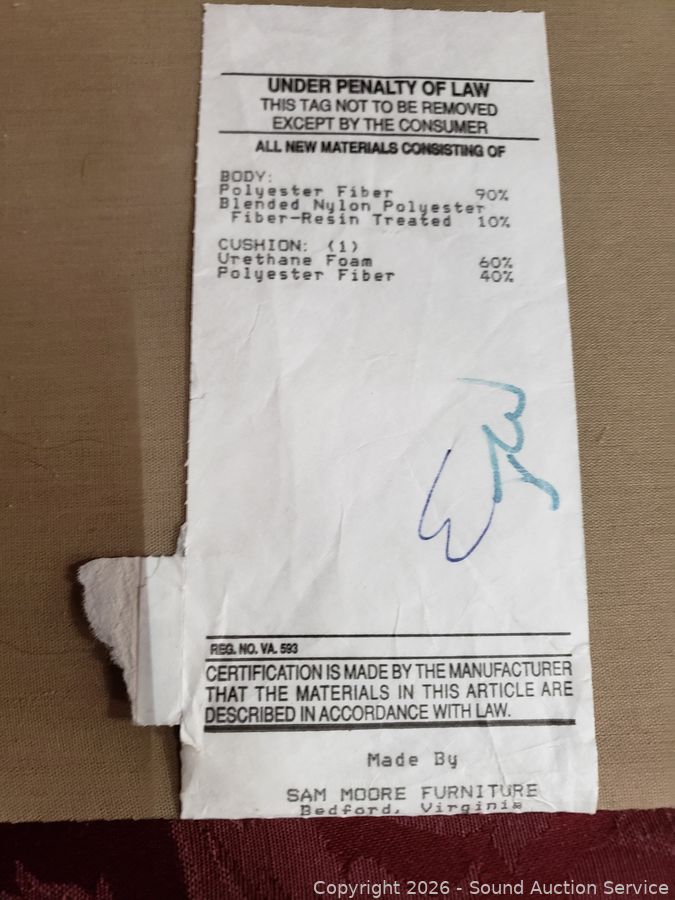 UNDER PENALTY OF LAW
THIS TAG NOT TO BE REMOVED
EXCEPT BY THE CONSUMER
ALL NEW MATERIALS CONSISTING OF
BODY:
Polyester Fiber 90%
Blended Nylon Polyester
Fiber-Resin Treated 10%
CUSHION: (1)
Urethane Foam 60%
Polyester Fiber 40%
REG. NO. VA. 593
CERTIFICATION IS MADE BY THE MANUFACTURER
THAT THE MATERIALS IN THIS ARTICLE ARE
DESCRIBED IN ACCORDANCE WITH LAW.
Made By
SAM MOORE FURNITURE
Bedford, Virginia
Copyright 2026 - Sound Auction Service